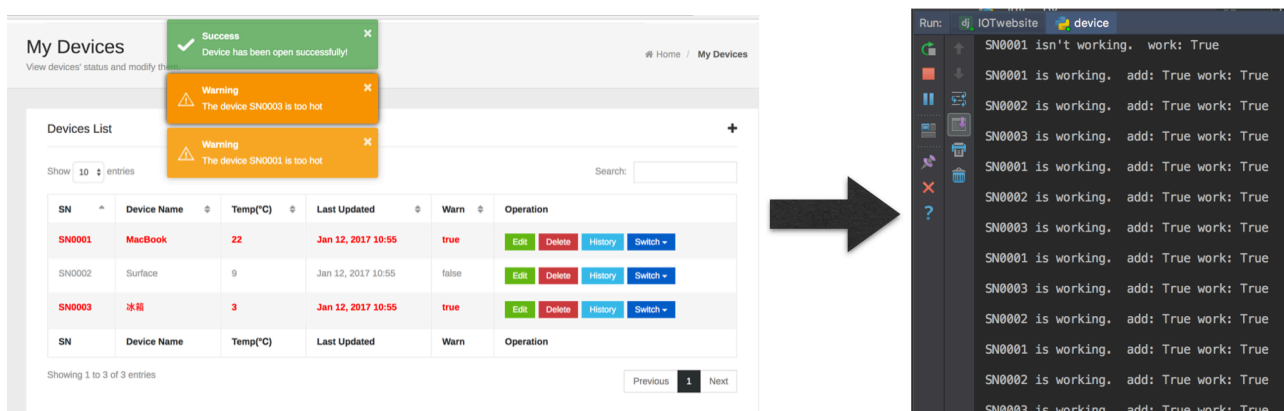 My Devices
View devices' status and modify them.
Success
Device has been open successfully!
Warning
The device SN0003 is too hot
Warning
The device SN0001 is too hot
Home / My Devices
Devices List
Show 10 entries
Search:
SN Device Name Temp(°C) Last Updated Warn Operation
SN0001 MacBook 22 Jan 12, 2017 10:55 true Edit Delete History Switch
SN0002 Surface 9 Jan 12, 2017 10:55 false Edit Delete History Switch
SN0003 冰箱 3 Jan 12, 2017 10:55 true Edit Delete History Switch
SN Device Name Temp(°C) Last Updated Warn Operation
Showing 1 to 3 of 3 entries
Previous 1 Next
Run: dj IOTwebsite device
SN0001 isn't working. work: True
SN0001 is working. add: True work: True
SN0002 is working. add: True work: True
SN0003 is working. add: True work: True
SN0001 is working. add: True work: True
SN0002 is working. add: True work: True
SN0003 is working. add: True work: True
SN0001 is working. add: True work: True
SN0003 is working. add: True work: True
SN0002 is working. add: True work: True
SN0001 is working. add: True work: True
SN0002 is working. add: True work: True
SN0003 is working. add: True work: True